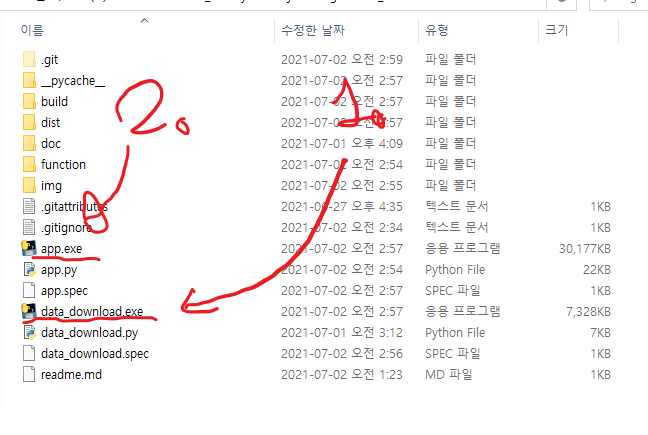 이름 수정한 날짜 유형 크기
.git 2021-07-02 오전 2:59 파일 폴더
__pycache__ 2021-07-02 오전 2:57 파일 폴더
build 2021-07-02 오전 2:57 파일 폴더
dist 2021-07-02 오전 2:57 파일 폴더
doc 2021-07-01 오후 4:09 파일 폴더
function 2021-07-02 오전 2:54 파일 폴더
img 2021-07-02 오전 2:55 파일 폴더
.gitattributes 2021-06-27 오후 4:35 텍스트 문서 1KB
.gitignore 2021-07-02 오전 2:34 텍스트 문서 1KB
app.exe 2021-07-02 오전 2:57 응용 프로그램 30,177KB
app.py 2021-07-02 오전 2:54 Python File 22KB
app.spec 2021-07-02 오전 2:57 SPEC 파일 1KB
data_download.exe 2021-07-02 오전 2:57 응용 프로그램 7,328KB
data_download.py 2021-07-01 오전 3:12 Python File 7KB
data_download.spec 2021-07-02 오전 2:56 SPEC 파일 1KB
readme.md 2021-07-02 오전 1:23 MD 파일 1KB
1.
2.